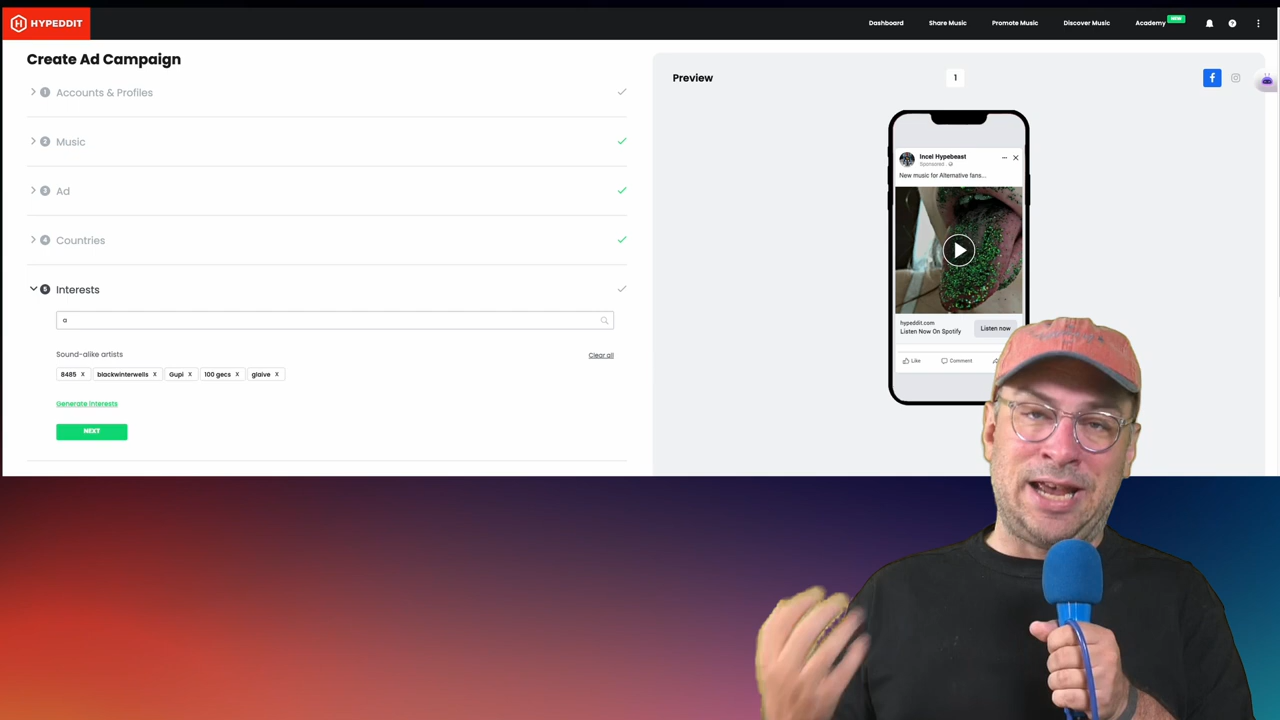 HYPEDDIT
Dashboard Share Music Promote Music Discover Music Academy NEW
Create Ad Campaign
1 Accounts & Profiles
2 Music
3 Ad
4 Countries
5 Interests
a
Sound-alike artists Clear all
8485 x blackwinterwells x Gupi x 100 gecs x glaive x
Generate Interests
NEXT
Preview 1
Incel Hypebeast
Sponsored
New music for Alternative fans...
hypeddit.com
Listen Now On Spotify
Listen now
Like Comment